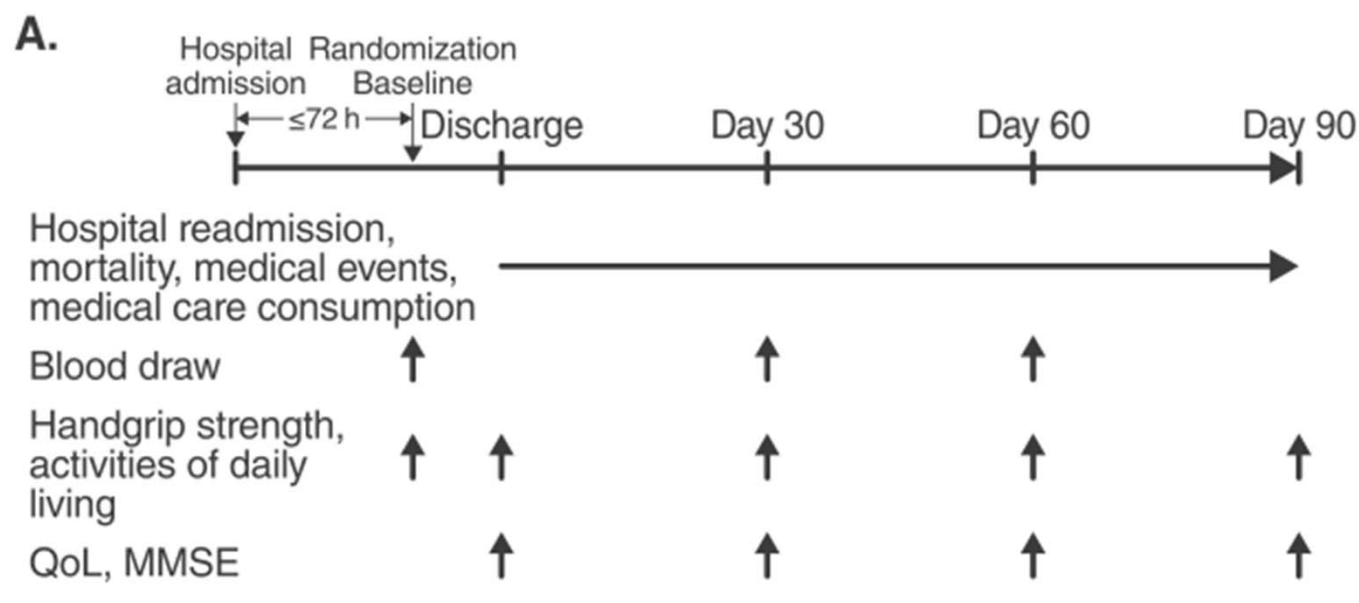 A.
Hospital Randomization
admission Baseline
≤72 h
Discharge Day 30 Day 60 Day 90
Hospital readmission,
mortality, medical events,
medical care consumption
Blood draw
Handgrip strength,
activities of daily
living
QoL, MMSE